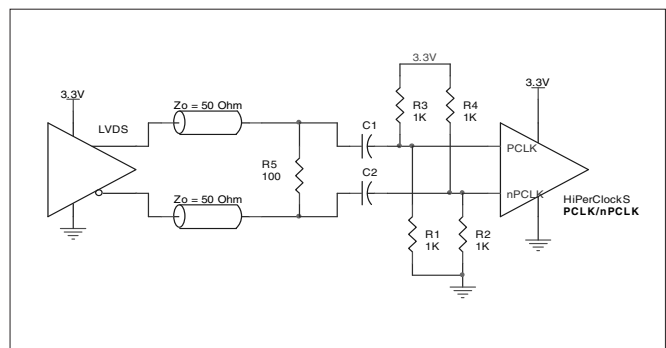 3.3V
LVDS
Zo = 50 Ohm
R5
100
Zo = 50 Ohm
C1
C2
3.3V
R3
1K
R4
1K
R1
1K
R2
1K
3.3V
PCLK
nPCLK
HiPerClockS
PCLK/nPCLK